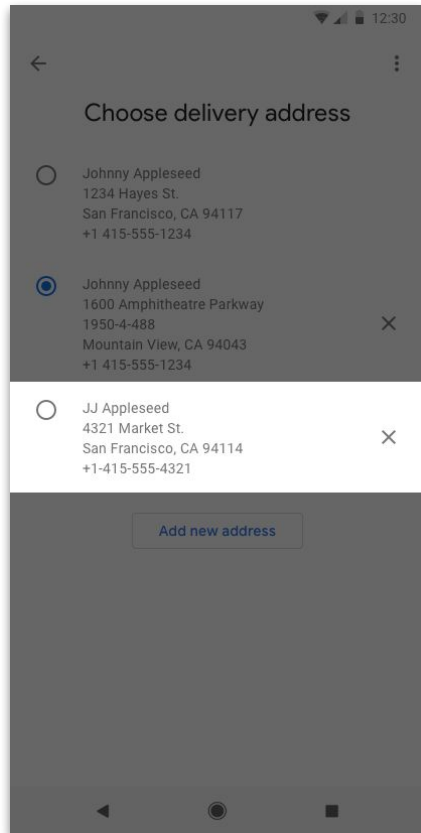 12:30
Choose delivery address
Johnny Appleseed
1234 Hayes St.
San Francisco, CA 94117
+1 415-555-1234
Johnny Appleseed
1600 Amphitheatre Parkway
1950-4-488
Mountain View, CA 94043
+1 415-555-1234
JJ Appleseed
4321 Market St.
San Francisco, CA 94114
+1-415-555-4321
Add new address